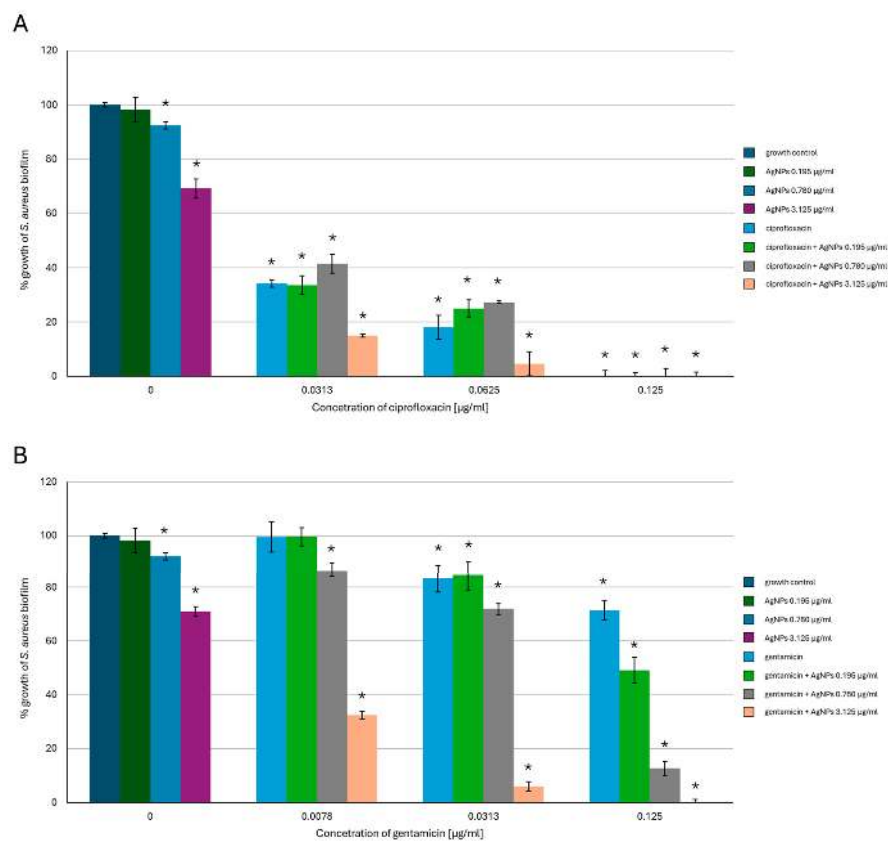 A
120
100
80
60
40
20
0
% growth of S. aureus biofilm
* * * * * * * * * * * * * *
0 0.0313 0.0625 0.125
Concetration of ciprofloxacin [µg/ml]
growth control
AgNPs 0.195 µg/ml
AgNPs 0.780 µg/ml
AgNPs 3.125 µg/ml
ciprofloxacin
ciprofloxacin + AgNPs 0.195 µg/ml
ciprofloxacin + AgNPs 0.780 µg/ml
ciprofloxacin + AgNPs 3.125 µg/ml
B
120
100
80
60
40
20
0
% growth of S. aureus biofilm
* * * * * * * * * * * *
0 0.0078 0.0313 0.125
Concetration of gentamicin [µg/ml]
growth control
AgNPs 0.195 µg/ml
AgNPs 0.780 µg/ml
AgNPs 3.125 µg/ml
gentamicin
gentamicin + AgNPs 0.195 µg/ml
gentamicin + AgNPs 0.780 µg/ml
gentamicin + AgNPs 3.125 µg/ml